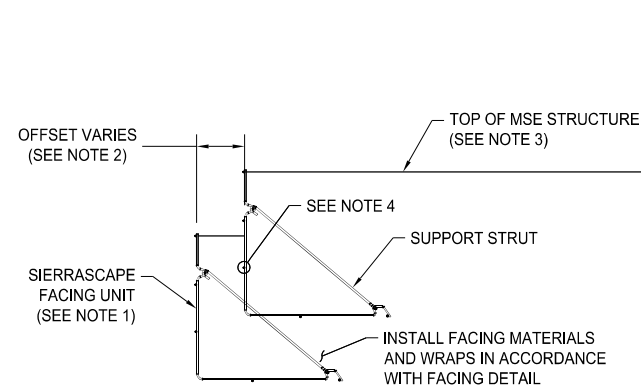 TOP OF MSE STRUCTURE
(SEE NOTE 3)
OFFSET VARIES
(SEE NOTE 2)
SEE NOTE 4
SUPPORT STRUT
SIERRASCAPE
FACING UNIT
(SEE NOTE 1)
INSTALL FACING MATERIALS
AND WRAPS IN ACCORDANCE
WITH FACING DETAIL